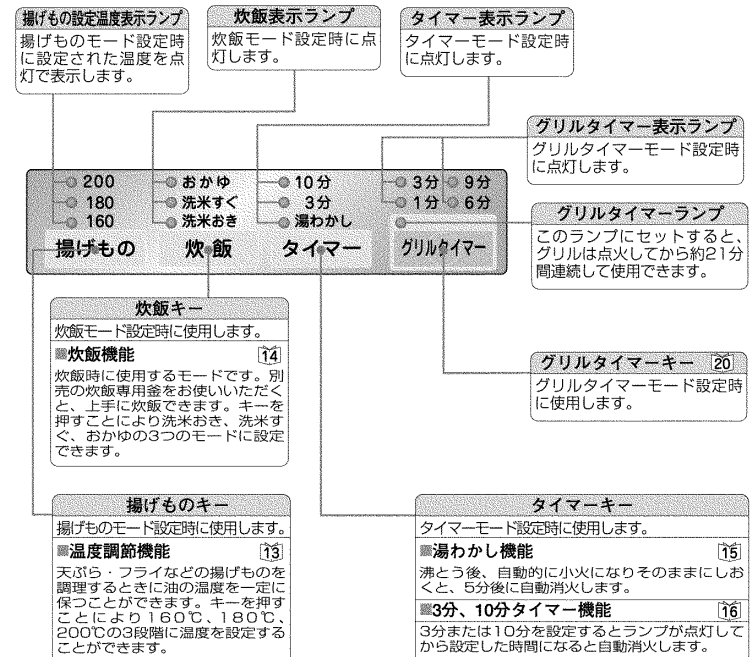 揚げもの設定温度表示ランプ
揚げものモード設定時
に設定された温度を点
灯で表示します。
炊飯表示ランプ
炊飯モード設定時に点
灯します。
タイマー表示ランプ
タイマーモード設定時
に点灯します。
グリルタイマー表示ランプ
グリルタイマーモード設定時
に点灯します。
200 おかゆ 10分 3分 9分
180 洗米すぐ 3分 1分 6分
160 洗米おき 湯わかし
揚げもの 炊飯 タイマー グリルタイマー
グリルタイマーランプ
このランプにセットすると、
グリルは点火してから約21分
間連続して使用できます。
炊飯キー
炊飯モード設定時に使用します。
■炊飯機能 14
炊飯時に使用するモードです。別
売の炊飯専用釜をお使いいただく
と、上手に炊飯できます。キーを
押すことにより洗米おき、洗米す
ぐ、おかゆの3つのモードに設定
できます。
グリルタイマーキー 20
グリルタイマーモード設定時
に使用します。
揚げものキー
揚げものモード設定時に使用します。
■温度調節機能 13
天ぷら・フライなどの揚げものを
調理するときに油の温度を一定に
保つことができます。キーを押す
ことにより160℃、180℃、
200℃の3段階に温度を設定する
ことができます。
タイマーキー
タイマーモード設定時に使用します。
■湯わかし機能 15
沸とう後、自動的に小火になりそのままにしお
くと、5分後に自動消火します。
■3分、10分タイマー機能 16
3分または10分を設定するとランプが点灯して
から設定した時間になると自動消火します。